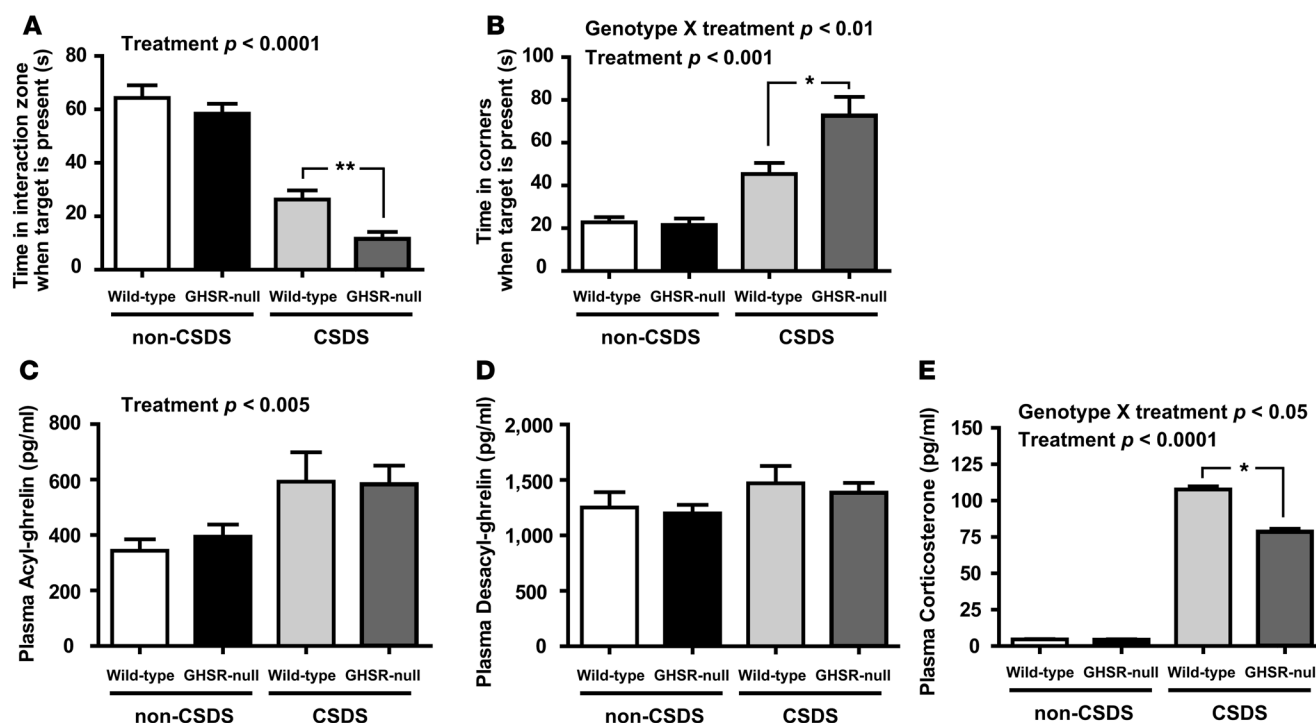 A
Treatment p < 0.0001
Time in interaction zone
when target is present (s)
80
60
40
20
0
**
Wild-type GHSR-null Wild-type GHSR-null
non-CSDS CSDS
B
Genotype X treatment p < 0.01
Treatment p < 0.001
Time in corners
when target is present (s)
100
80
60
40
20
0
*
Wild-type GHSR-null Wild-type GHSR-null
non-CSDS CSDS
C
Treatment p < 0.005
Plasma Acyl-ghrelin (pg/ml)
800
600
400
200
0
Wild-type GHSR-null Wild-type GHSR-null
non-CSDS CSDS
D
Plasma Desacyl-ghrelin (pg/ml)
2,000
1,500
1,000
500
0
Wild-type GHSR-null Wild-type GHSR-null
non-CSDS CSDS
E
Genotype X treatment p < 0.05
Treatment p < 0.0001
Plasma Corticosterone (pg/ml)
150
125
100
75
50
25
0
*
Wild-type GHSR-null Wild-type GHSR-null
non-CSDS CSDS